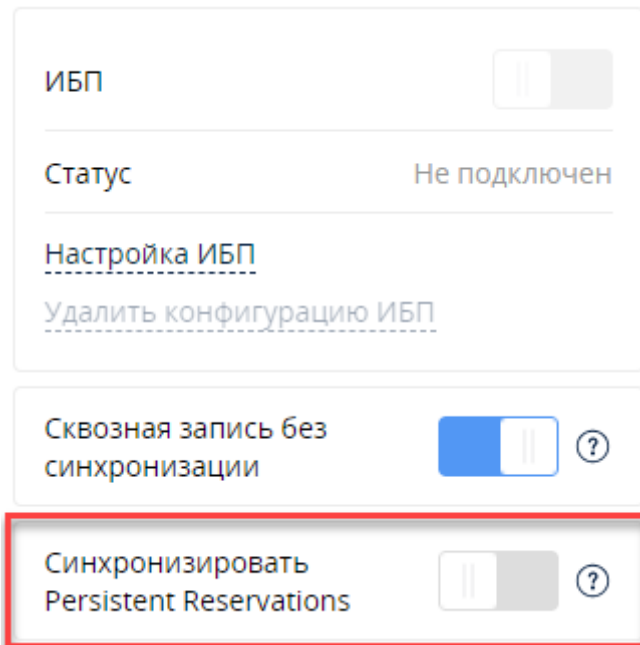 ИБП
Статус Не подключен
Настройка ИБП
Удалить конфигурацию ИБП
Сквозная запись без
синхронизации
?
Синхронизировать
Persistent Reservations
?